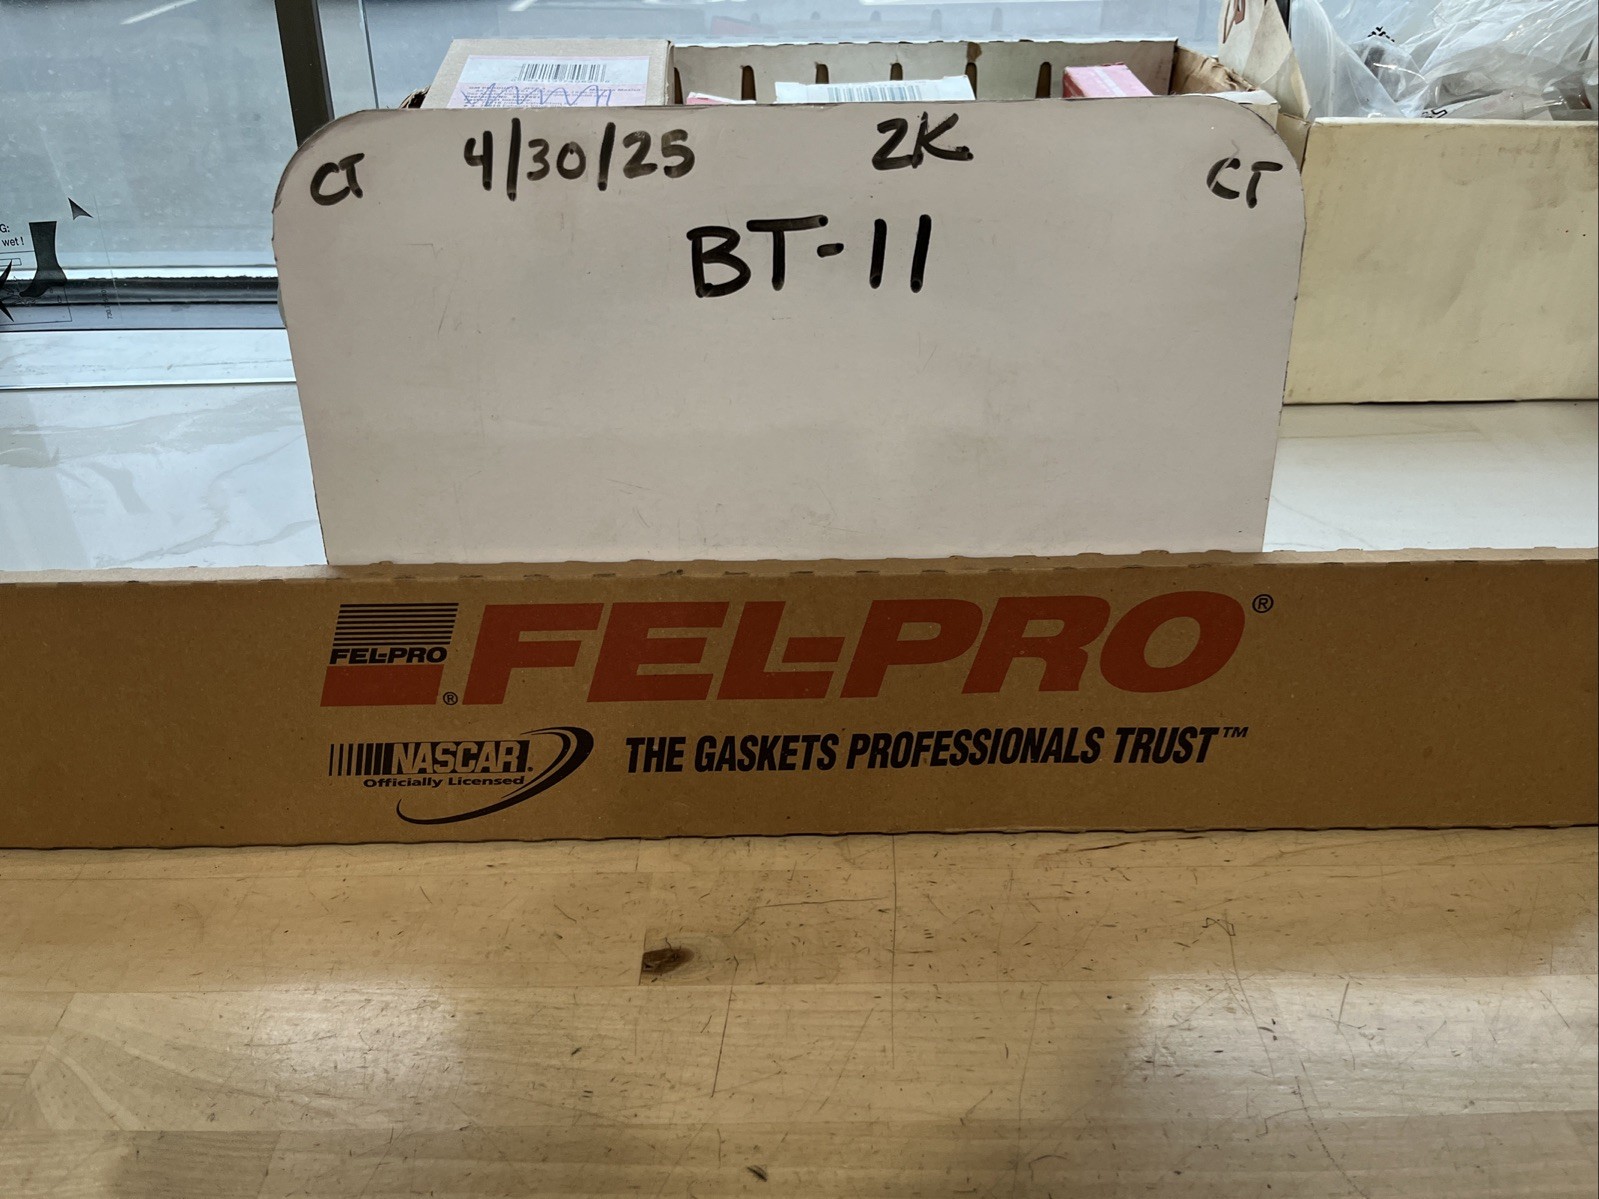 4/30/25 2K
CT CT
BT-11
FEL-PRO ® FEL-PRO®
NASCAR. THE GASKETS PROFESSIONALS TRUST™
Officially Licensed
G:
wet!